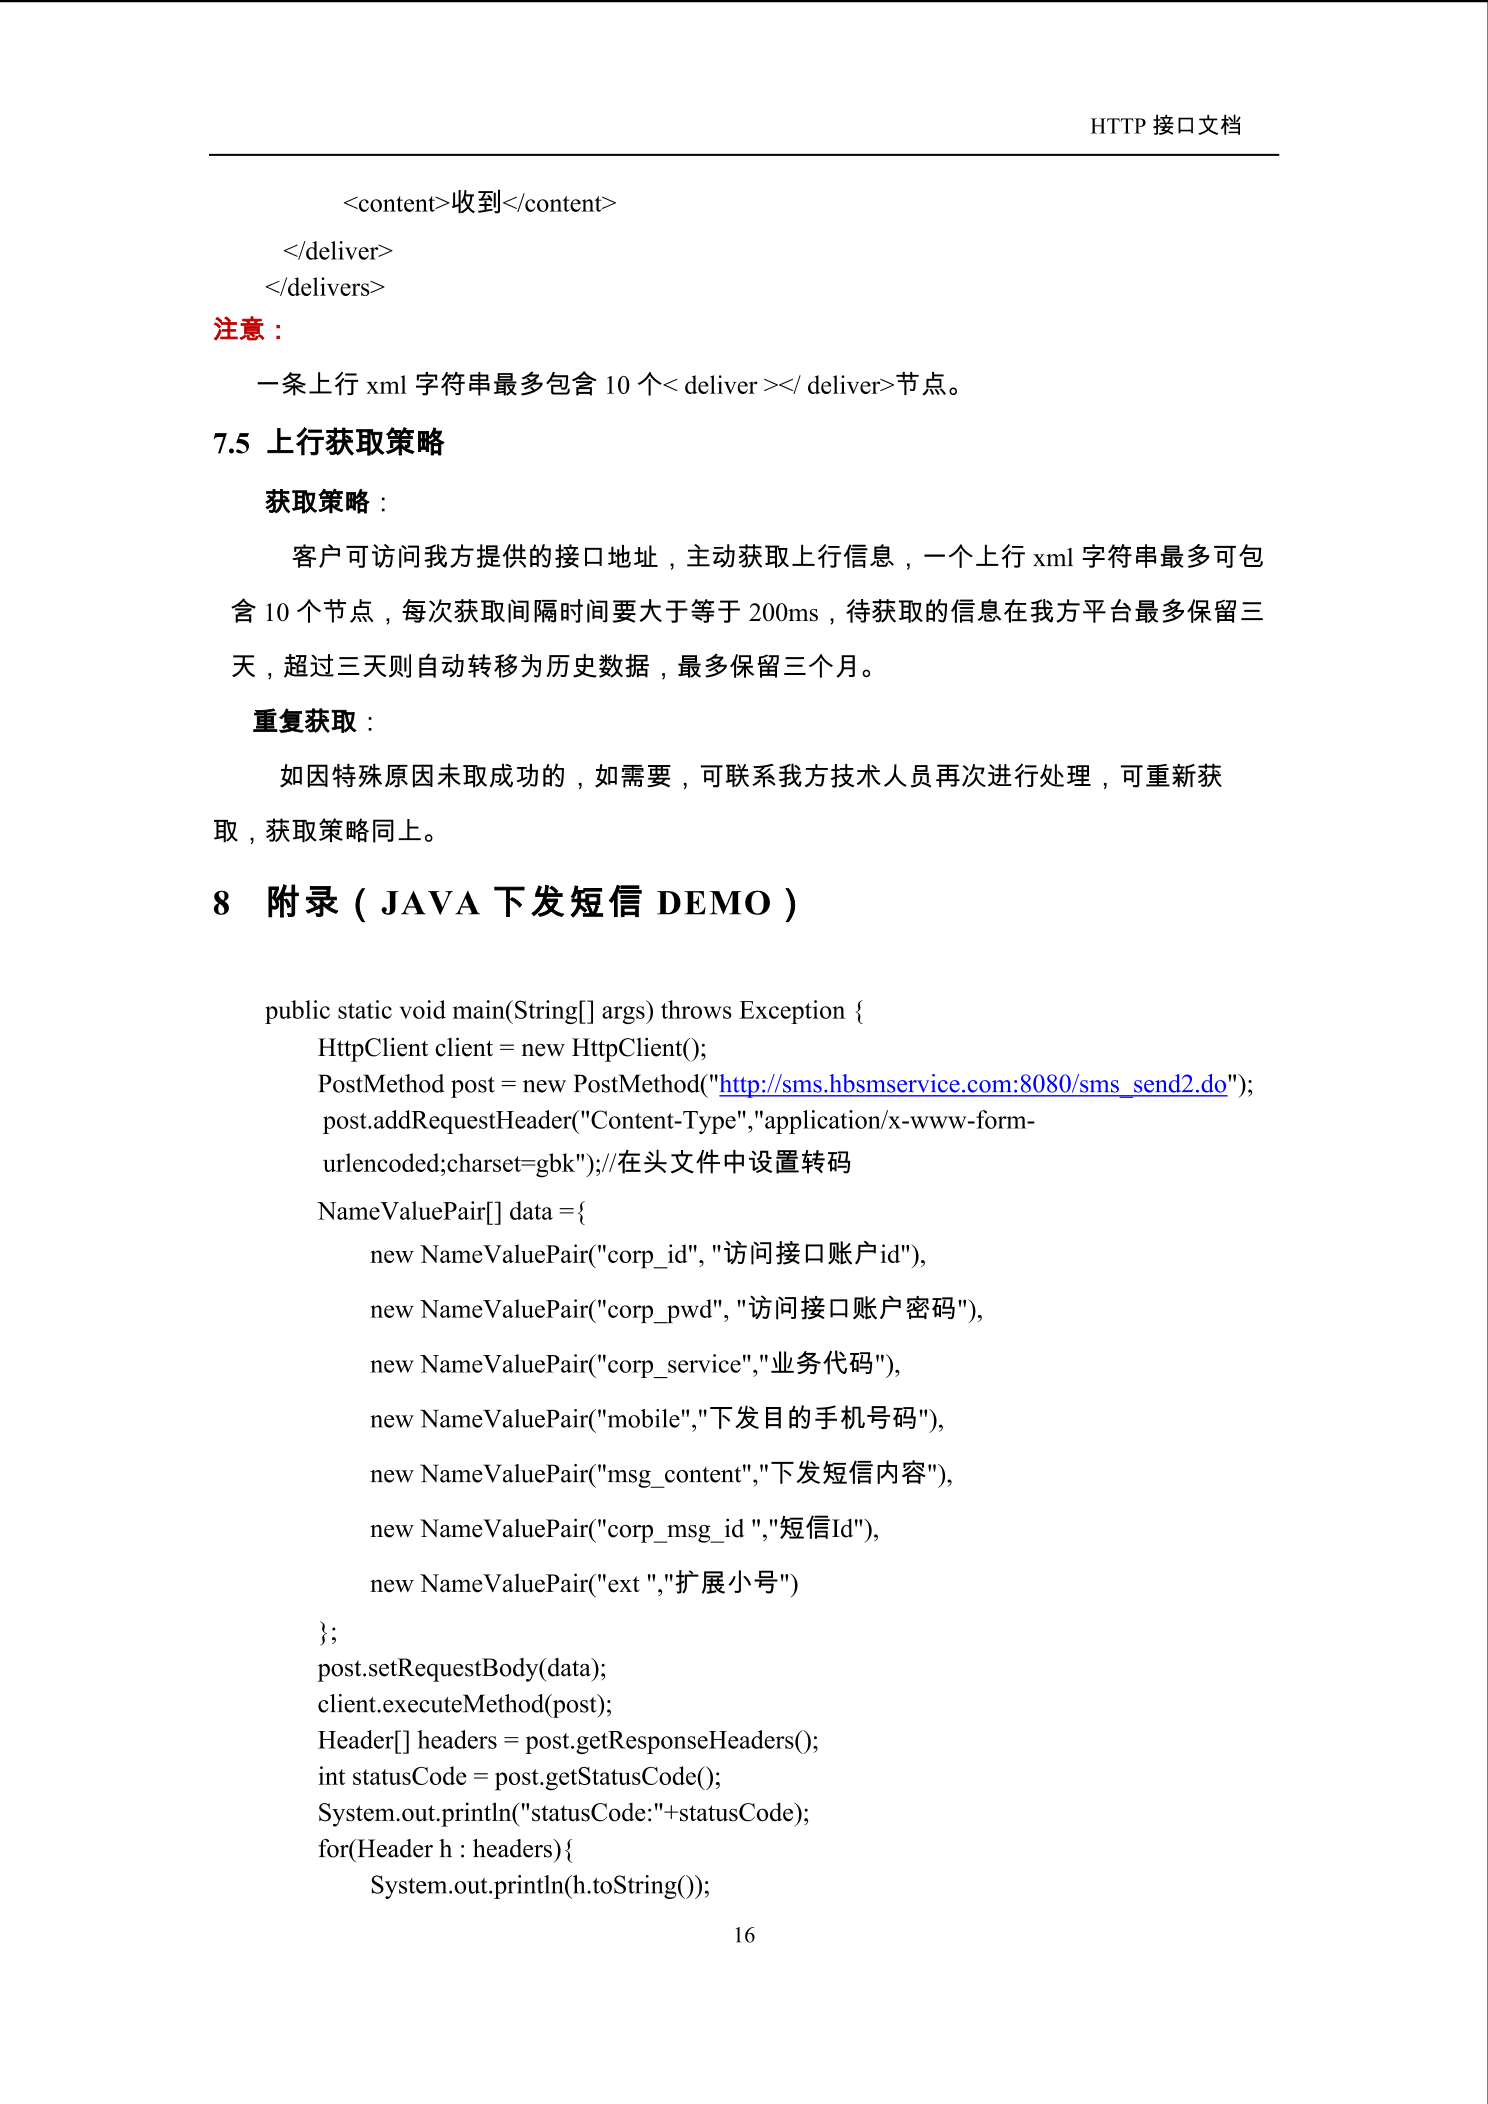 HTTP 接口文档
<content>收到</content>
</deliver>
</delivers>
注意：
一条上行 xml 字符串最多包含 10 个< deliver ></ deliver>节点。
7.5 上行获取策略
获取策略：
客户可访问我方提供的接口地址，主动获取上行信息，一个上行 xml 字符串最多可包
含 10 个节点，每次获取间隔时间要大于等于 200ms，待获取的信息在我方平台最多保留三
天，超过三天则自动转移为历史数据，最多保留三个月。
重复获取：
如因特殊原因未取成功的，如需要，可联系我方技术人员再次进行处理，可重新获
取，获取策略同上。
8 附录（JAVA 下发短信 DEMO）
public static void main(String[] args) throws Exception {
HttpClient client = new HttpClient();
PostMethod post = new PostMethod("http://sms.hbsmservice.com:8080/sms_send2.do");
post.addRequestHeader("Content-Type","application/x-www-form-
urlencoded;charset=gbk");//在头文件中设置转码
NameValuePair[] data ={
new NameValuePair("corp_id", "访问接口账户id"),
new NameValuePair("corp_pwd", "访问接口账户密码"),
new NameValuePair("corp_service","业务代码"),
new NameValuePair("mobile","下发目的手机号码"),
new NameValuePair("msg_content","下发短信内容"),
new NameValuePair("corp_msg_id ","短信Id"),
new NameValuePair("ext ","扩展小号")
};
post.setRequestBody(data);
client.executeMethod(post);
Header[] headers = post.getResponseHeaders();
int statusCode = post.getStatusCode();
System.out.println("statusCode:"+statusCode);
for(Header h : headers){
System.out.println(h.toString());
16